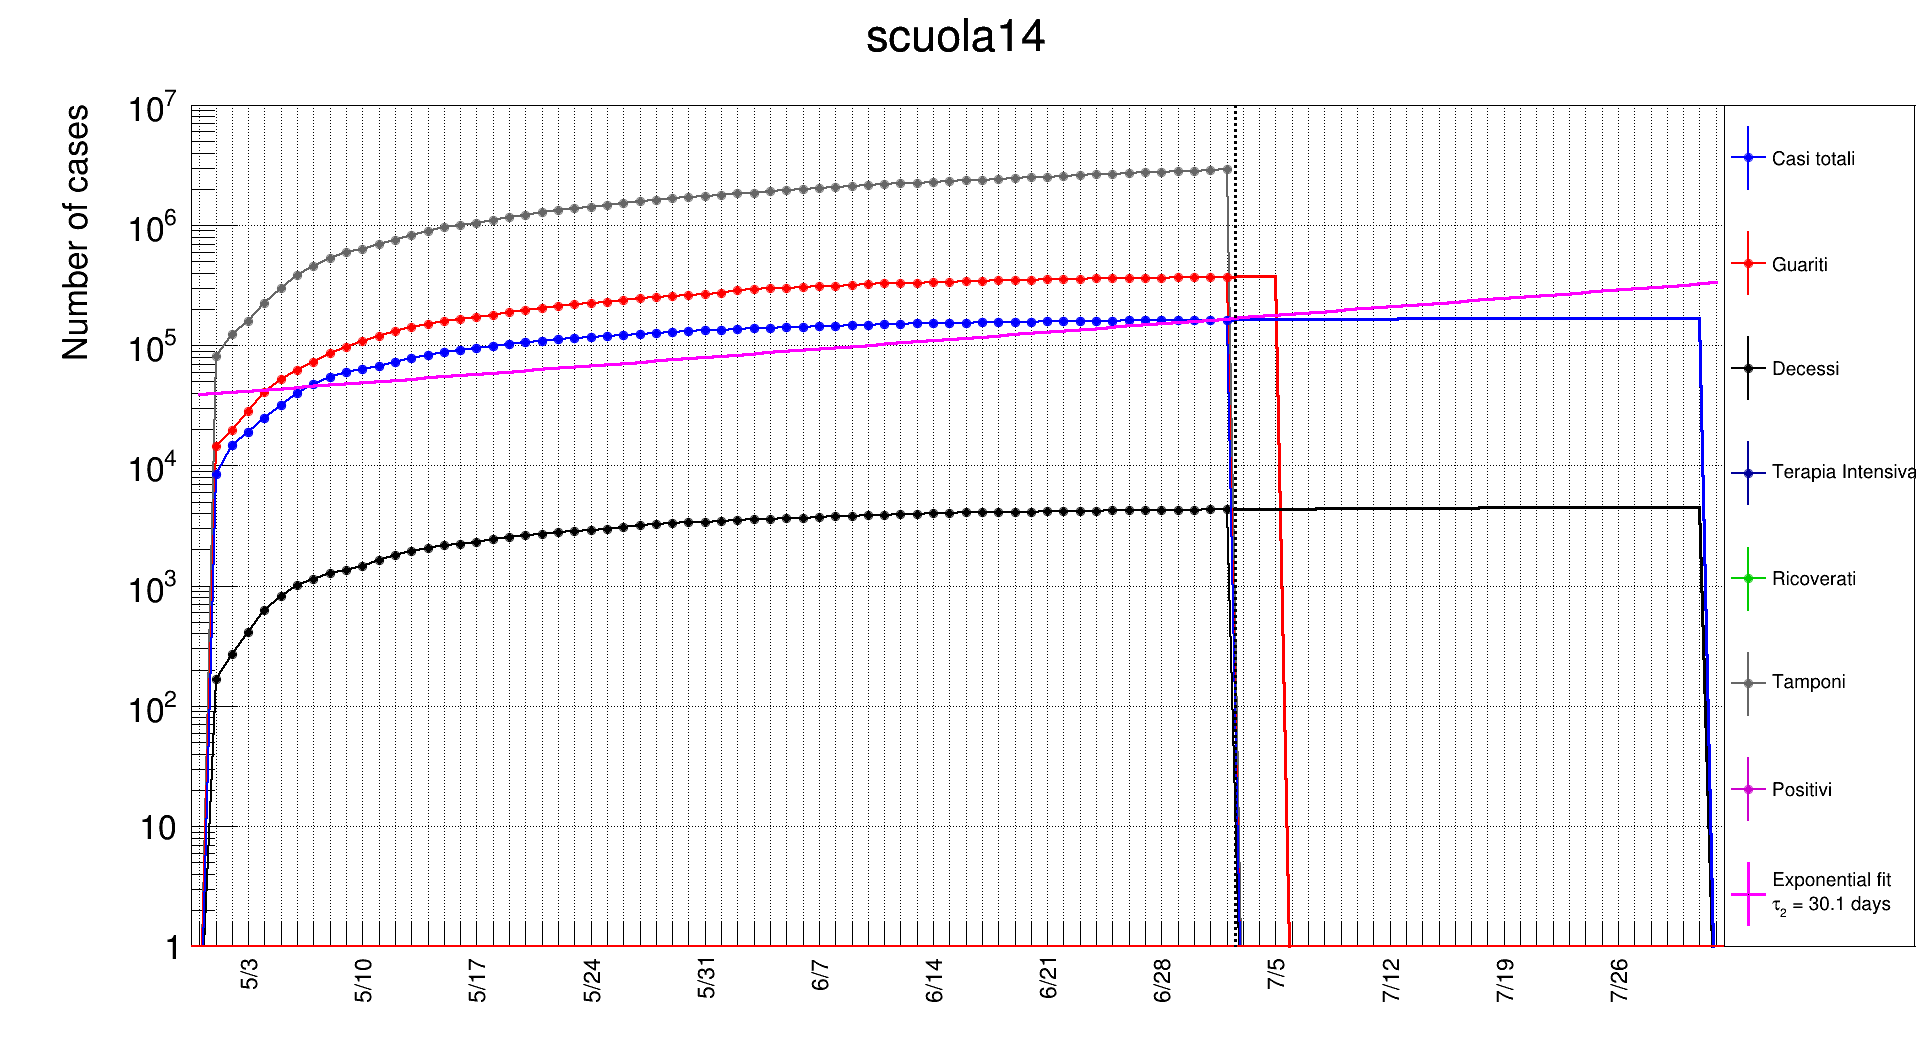 scuola14
Number of cases
10^7
10^6
10^5
10^4
10^3
10^2
10
1
5/3
5/10
5/17
5/24
5/31
6/7
6/14
6/21
6/28
7/5
7/12
7/19
7/26
Casi totali
Guariti
Decessi
Terapia Intensiva
Ricoverati
Tamponi
Positivi
Exponential fit
τ₂ = 30.1 days